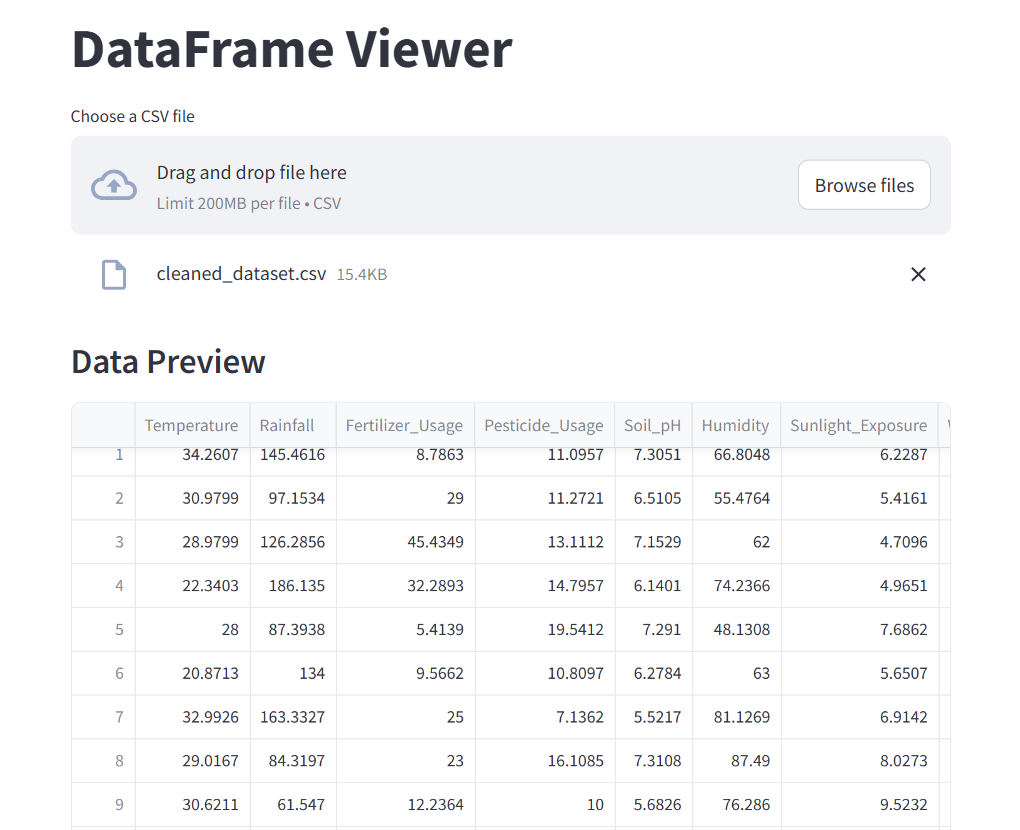 DataFrame Viewer
Choose a CSV file
Drag and drop file here
Limit 200MB per file • CSV
Browse files
cleaned_dataset.csv 15.4KB
Data Preview
Temperature Rainfall Fertilizer_Usage Pesticide_Usage Soil_pH Humidity Sunlight_Exposure
1 34.2607 145.4616 8.7863 11.0957 7.3051 66.8048 6.2287
2 30.9799 97.1534 29 11.2721 6.5105 55.4764 5.4161
3 28.9799 126.2856 45.4349 13.1112 7.1529 62 4.7096
4 22.3403 186.135 32.2893 14.7957 6.1401 74.2366 4.9651
5 28 87.3938 5.4139 19.5412 7.291 48.1308 7.6862
6 20.8713 134 9.5662 10.8097 6.2784 63 5.6507
7 32.9926 163.3327 25 7.1362 5.5217 81.1269 6.9142
8 29.0167 84.3197 23 16.1085 7.3108 87.49 8.0273
9 30.6211 61.547 12.2364 10 5.6826 76.286 9.5232